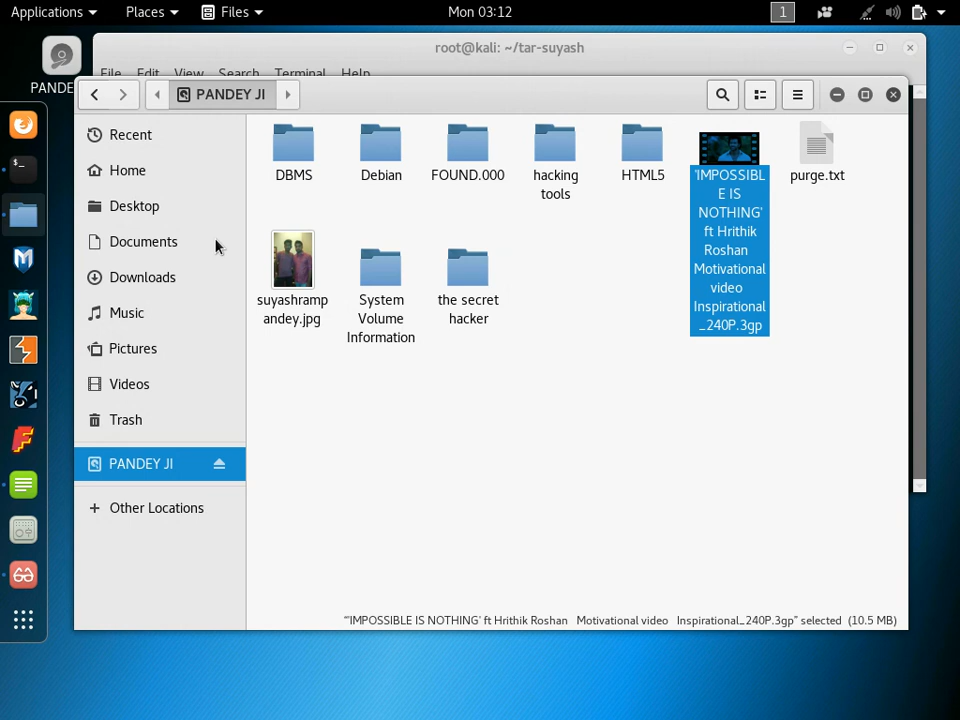 Applications Places Files Mon 03:12 1
root@kali: ~/tar-suyash
File Edit View Search Terminal Help
PANDE
PANDEY JI
Recent
Home
Desktop
Documents
Downloads
Music
Pictures
Videos
Trash
PANDEY JI
Other Locations
DBMS
Debian
FOUND.000
hacking
tools
HTML5
'IMPOSSIBL
E IS
NOTHING'
ft Hrithik
Roshan
Motivational
video
Inspirational
_240P.3gp
purge.txt
suyashramp
andey.jpg
System
Volume
Information
the secret
hacker
"'IMPOSSIBLE IS NOTHING' ft Hrithik Roshan Motivational video Inspirational_240P.3gp" selected (10.5 MB)